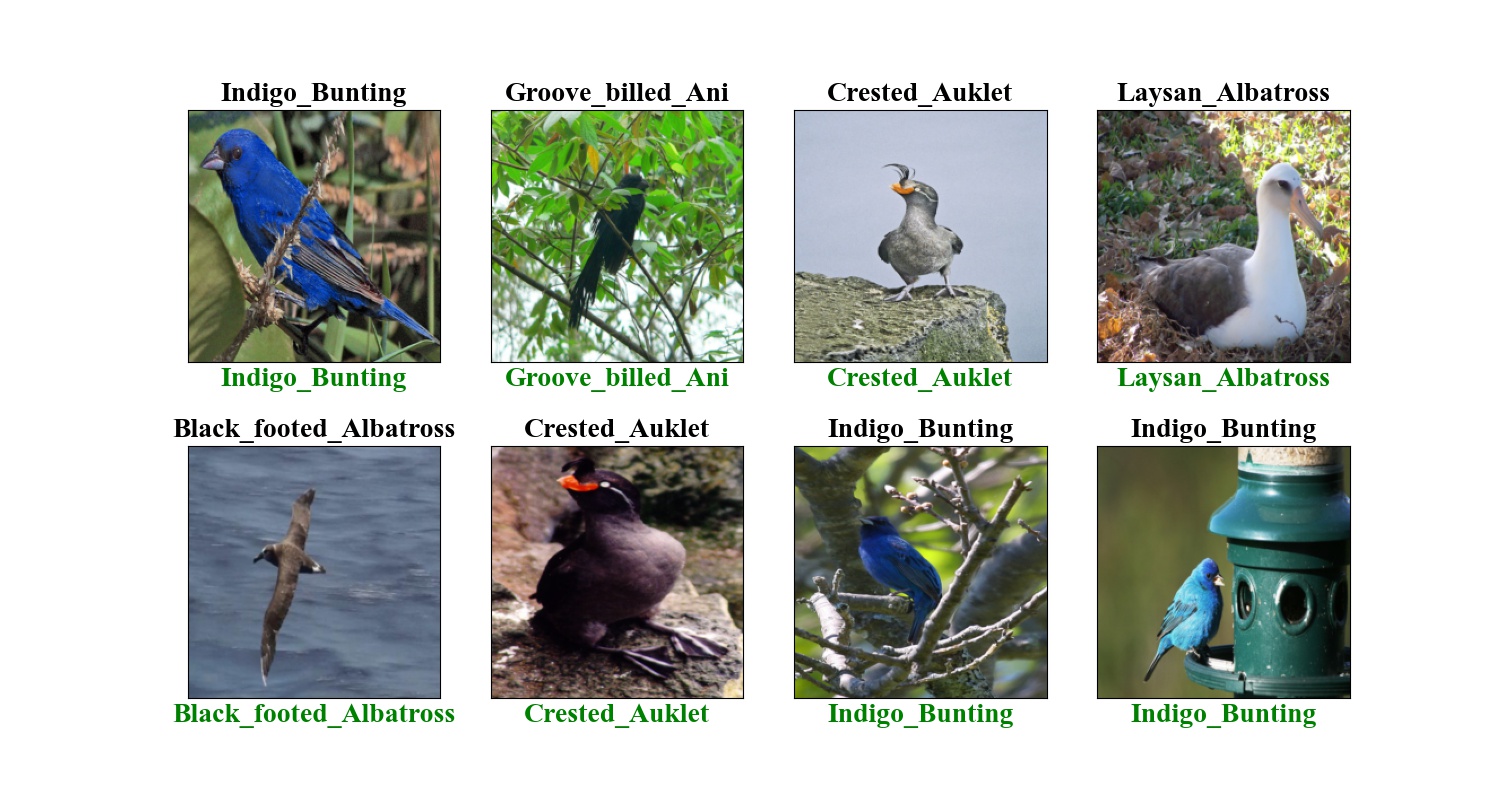 Indigo_Bunting
Groove_billed_Ani
Crested_Auklet
Laysan_Albatross
Indigo_Bunting
Groove_billed_Ani
Crested_Auklet
Laysan_Albatross
Black_footed_Albatross
Crested_Auklet
Indigo_Bunting
Indigo_Bunting
Black_footed_Albatross
Crested_Auklet
Indigo_Bunting
Indigo_Bunting